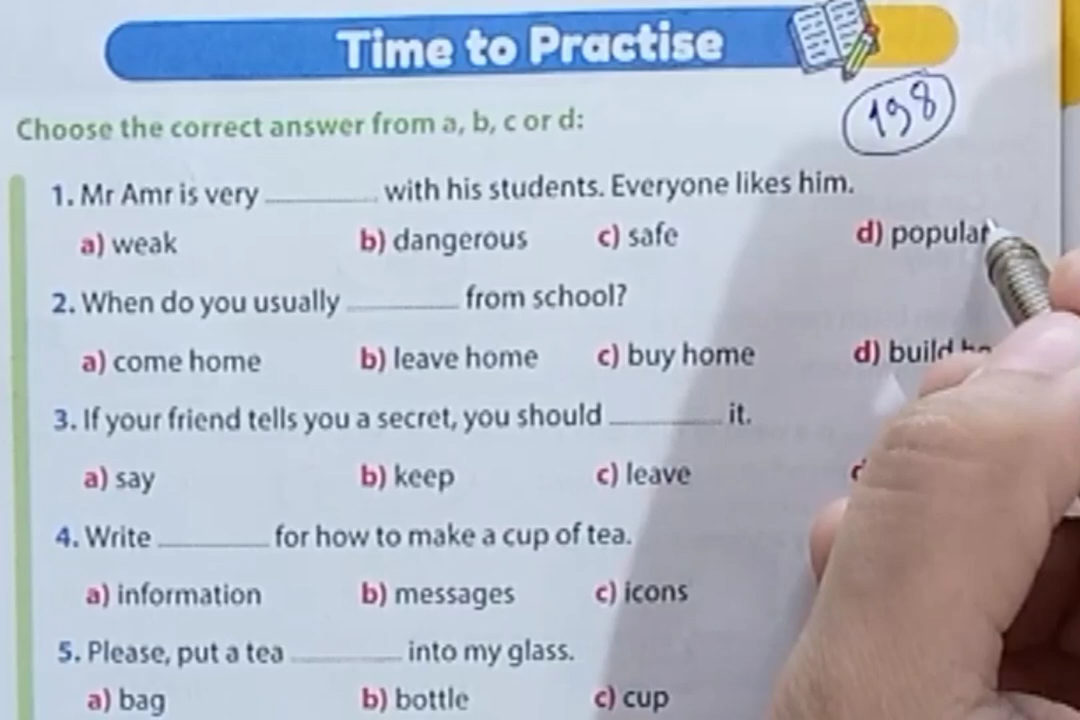 Time to Practise
198
Choose the correct answer from a, b, c or d:
1. Mr Amr is very ________ with his students. Everyone likes him.
a) weak b) dangerous c) safe d) popular
2. When do you usually ________ from school?
a) come home b) leave home c) buy home d) build
3. If your friend tells you a secret, you should ________ it.
a) say b) keep c) leave
4. Write ________ for how to make a cup of tea.
a) information b) messages c) icons
5. Please, put a tea ________ into my glass.
a) bag b) bottle c) cup